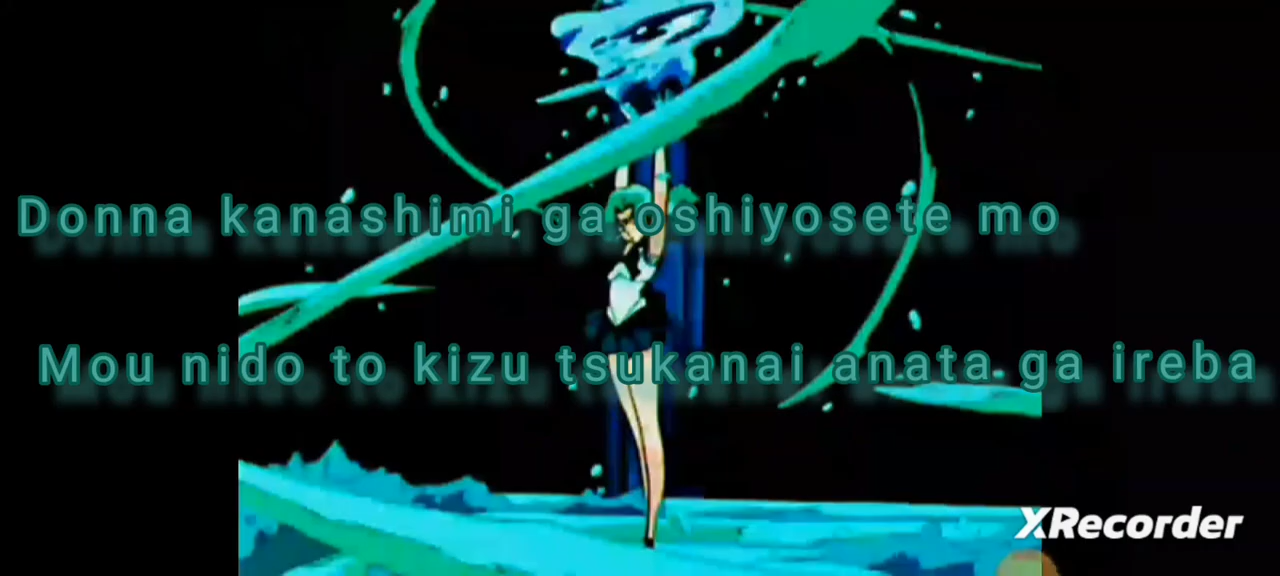 Donna kanashimi ga oshiyosete mo
Mou nido to kizu tsukanai anata ga ireba
XRecorder